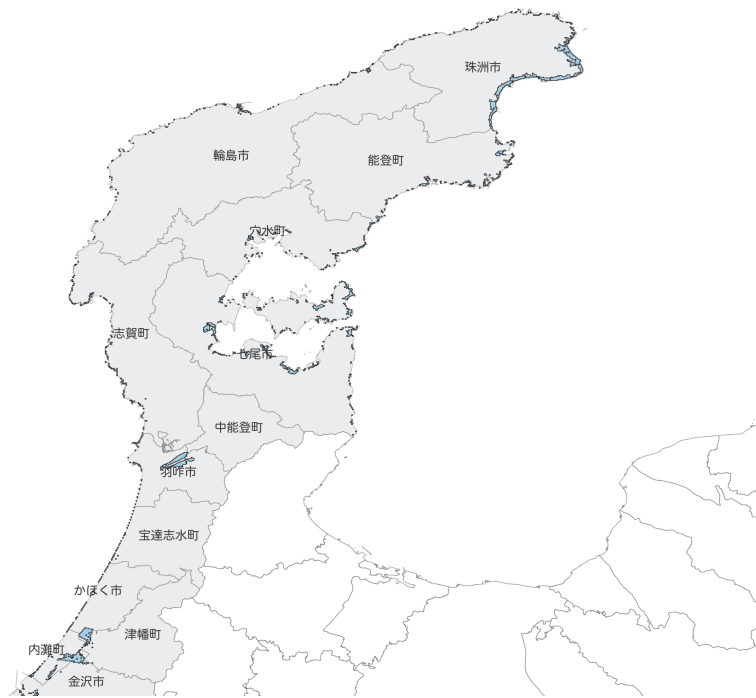 珠洲市
輪島市
能登町
穴水町
志賀町
七尾市
中能登町
羽咋市
宝達志水町
かほく市
津幡町
内灘町
金沢市